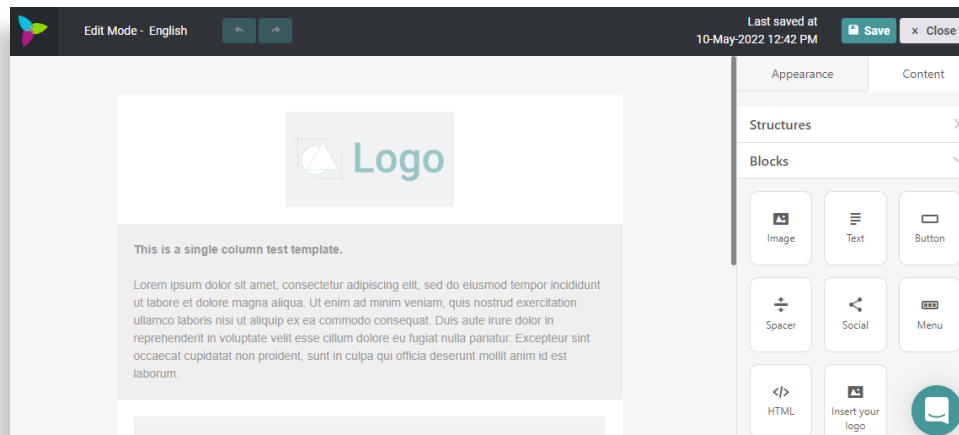 Edit Mode - English
Last saved at
10-May-2022 12:42 PM
Save
× Close
Appearance
Content
Structures
Blocks
Logo
Image
Text
Button
This is a single column test template.
Lorem ipsum dolor sit amet, consectetur adipiscing elit, sed do eiusmod tempor incididunt
ut labore et dolore magna aliqua. Ut enim ad minim veniam, quis nostrud exercitation
ullamco laboris nisi ut aliquip ex ea commodo consequat. Duis aute irure dolor in
reprehenderit in voluptate velit esse cillum dolore eu fugiat nulla pariatur. Excepteur sint
occaecat cupidatat non proident, sunt in culpa qui officia deserunt mollit anim id est
laborum.
Spacer
Social
Menu
</>
HTML
Insert your
logo